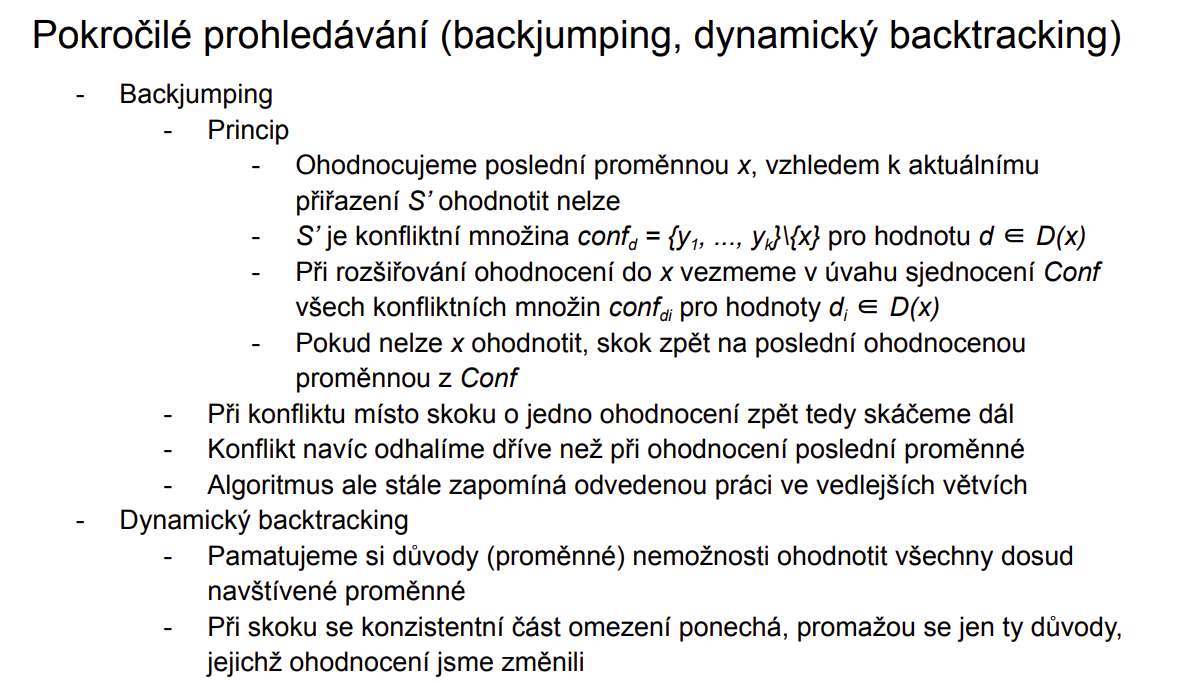 Pokročilé prohledávání (backjumping, dynamický backtracking)
- Backjumping
- Princip
- Ohodnocujeme poslední proměnnou x, vzhledem k aktuálnímu
přiřazení S’ ohodnotit nelze
- S’ je konfliktní množina conf_d = {y_1, ..., y_k}\{x} pro hodnotu d ∈ D(x)
- Při rozšiřování ohodnocení do x vezmeme v úvahu sjednocení Conf
všech konfliktních množin conf_di pro hodnoty d_i ∈ D(x)
- Pokud nelze x ohodnotit, skok zpět na poslední ohodnocenou
proměnnou z Conf
- Při konfliktu místo skoku o jedno ohodnocení zpět tedy skáčeme dál
- Konflikt navíc odhalíme dříve než při ohodnocení poslední proměnné
- Algoritmus ale stále zapomíná odvedenou práci ve vedlejších větvích
- Dynamický backtracking
- Pamatujeme si důvody (proměnné) nemožnosti ohodnotit všechny dosud
navštívené proměnné
- Při skoku se konzistentní část omezení ponechá, promažou se jen ty důvody,
jejichž ohodnocení jsme změnili